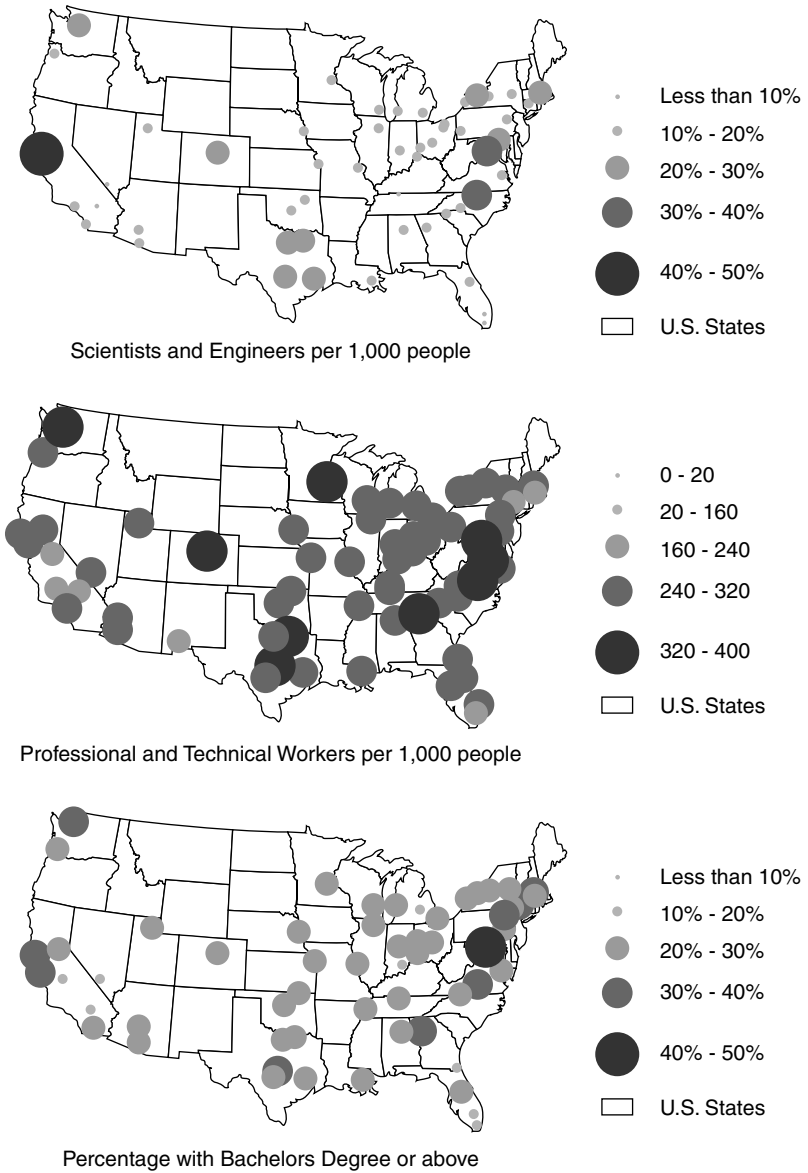 Less than 10%
10% - 20%
20% - 30%
30% - 40%
40% - 50%
U.S. States
Scientists and Engineers per 1,000 people
0 - 20
20 - 160
160 - 240
240 - 320
320 - 400
U.S. States
Professional and Technical Workers per 1,000 people
Less than 10%
10% - 20%
20% - 30%
30% - 40%
40% - 50%
U.S. States
Percentage with Bachelors Degree or above